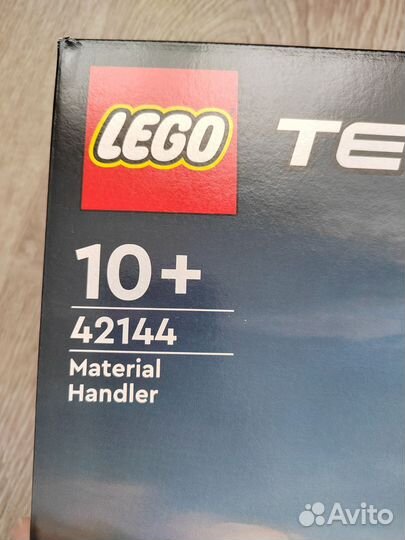 LEGO TE
10+
42144
Material
Handler
Avito